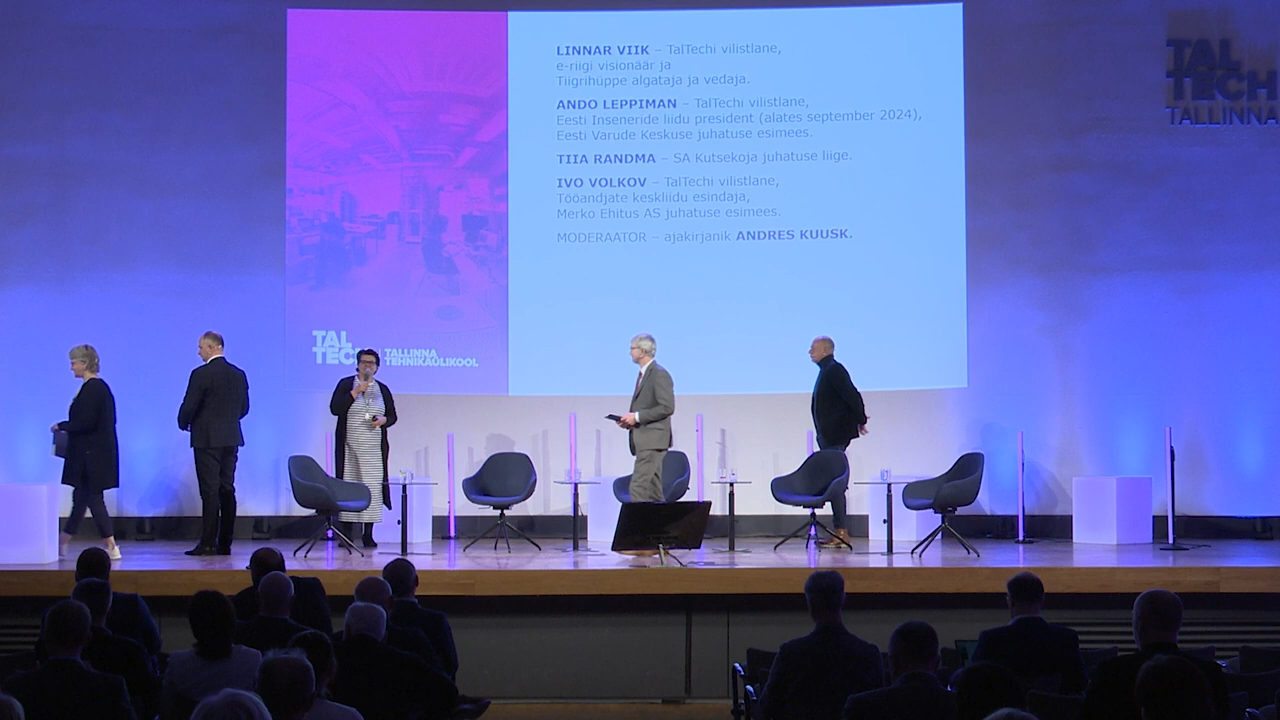 LINNAR VIIK – TalTechi vilistlane,
e-riigi visionäär ja
Tiigrihüppe algataja ja vedaja.
ANDO LEPPIMAN – TalTechi vilistlane,
Eesti Inseneride liidu president (alates september 2024),
Eesti Varude Keskuse juhatuse esimees.
TIIA RANDMA – SA Kutsekoja juhatuse liige.
IVO VOLKOV – TalTechi vilistlane,
Tööandjate keskliidu esindaja,
Merko Ehitus AS juhatuse esimees.
MODERAATOR – ajakirjanik ANDRES KUUSK.
TAL
TALLINNA
TEHNIKAÜLIKOOL
TAL
TECH
TALLINNA